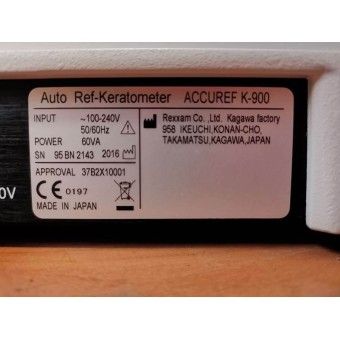 Auto Ref-Keratometer ACCUREF K-900
INPUT ~100-240V
50/60Hz
POWER 60VA
SN 95 BN 2143 2016
Rexxam Co.,Ltd. Kagawa factory
958 IKEUCHI,KONAN-CHO,
TAKAMATSU,KAGAWA,JAPAN
APPROVAL 37B2X10001
CE 0197
MADE IN JAPAN
0V